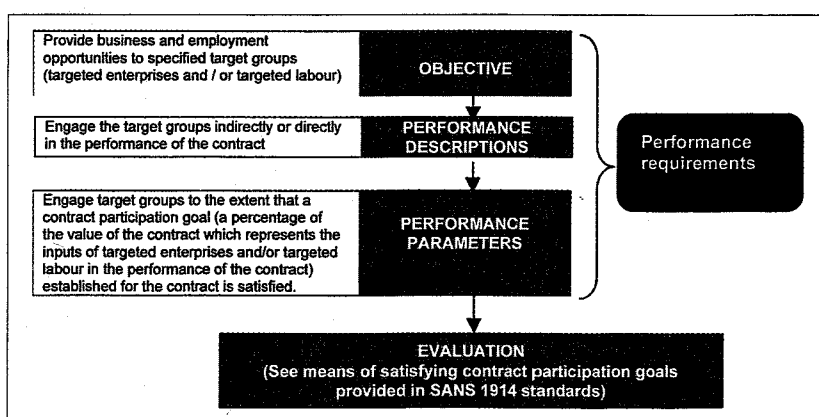 Provide business and employment
opportunities to specified target groups
(targeted enterprises and / or targeted labour)
OBJECTIVE
Engage the target groups indirectly or directly
in the performance of the contract
PERFORMANCE
DESCRIPTIONS
Performance
requirements
Engage target groups to the extent that a
contract participation goal (a percentage of
the value of the contract which represents the
inputs of targeted enterprises and/or targeted
labour in the performance of the contract)
established for the contract is satisfied.
PERFORMANCE
PARAMETERS
EVALUATION
(See means of satisfying contract participation goals
provided in SANS 1914 standards)